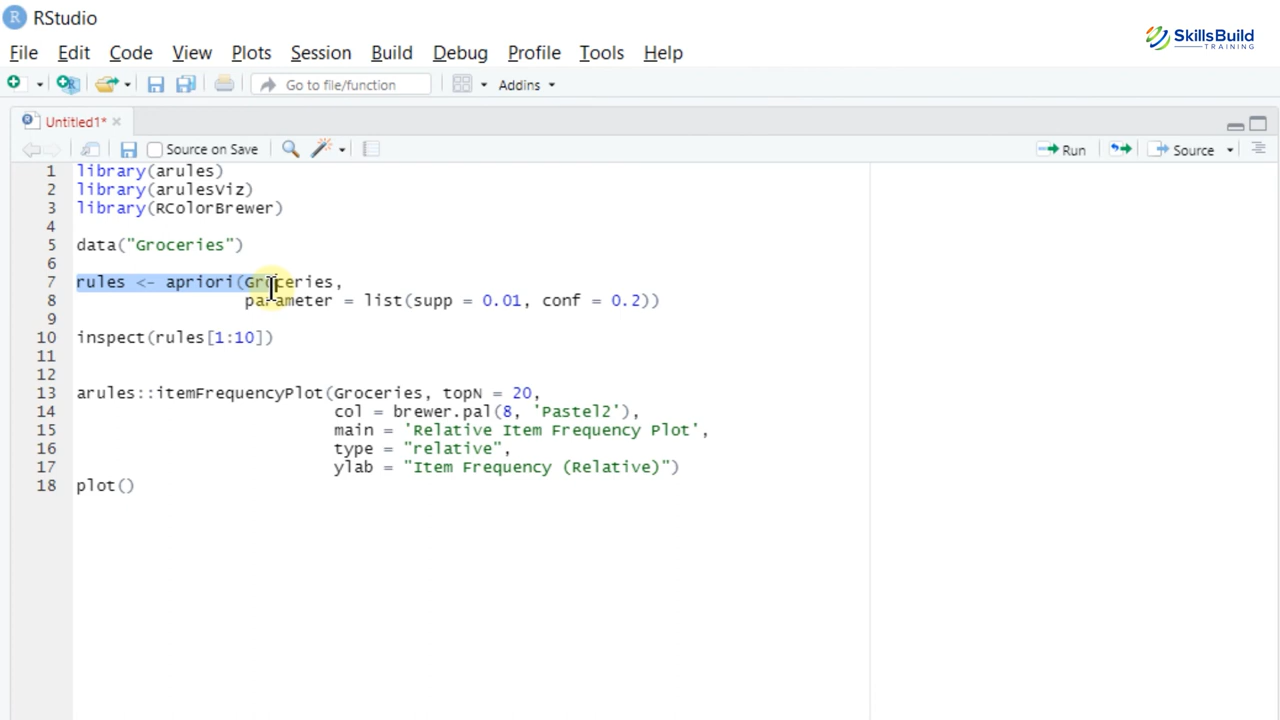 RStudio
SkillsBuild
TRAINING
File Edit Code View Plots Session Build Debug Profile Tools Help
Go to file/function Addins
Untitled1*
Source on Save Run Source
1 library(arules)
2 library(arulesViz)
3 library(RColorBrewer)
4
5 data("Groceries")
6
7 rules <- apriori(Groceries,
8 parameter = list(supp = 0.01, conf = 0.2))
9
10 inspect(rules[1:10])
11
12
13 arules::itemFrequencyPlot(Groceries, topN = 20,
14 col = brewer.pal(8, 'Pastel2'),
15 main = 'Relative Item Frequency Plot',
16 type = "relative",
17 ylab = "Item Frequency (Relative)")
18 plot()